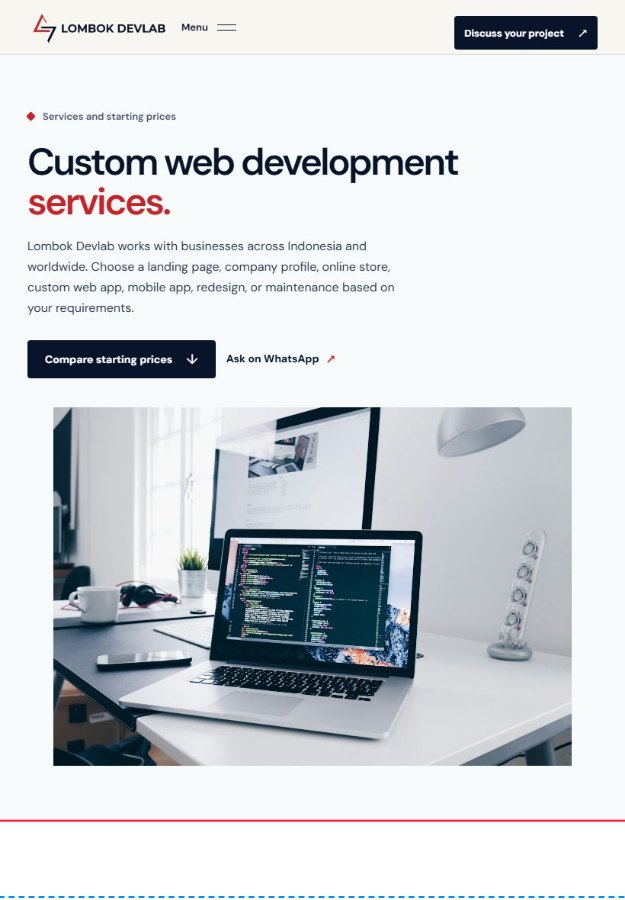 LOMBOK DEVLAB
Menu
Discuss your project ↗
Services and starting prices
Custom web development
services.
Lombok Devlab works with businesses across Indonesia and
worldwide. Choose a landing page, company profile, online store,
custom web app, mobile app, redesign, or maintenance based on
your requirements.
Compare starting prices ↓
Ask on WhatsApp ↗